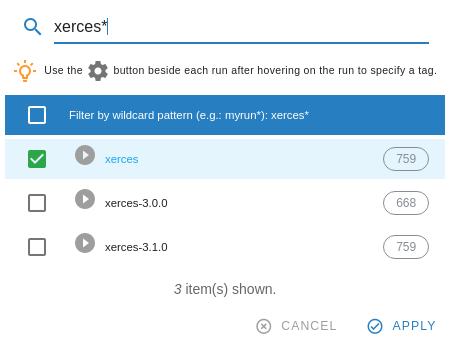 xerces*
Use the button beside each run after hovering on the run to specify a tag.
Filter by wildcard pattern (e.g.: myrun*): xerces*
xerces 759
xerces-3.0.0 668
xerces-3.1.0 759
3 item(s) shown.
CANCEL APPLY